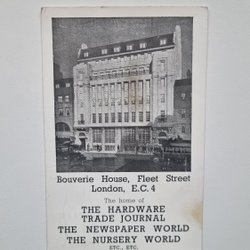 Bouverie House, Fleet Street
London, E.C.4
The home of
THE HARDWARE
TRADE JOURNAL
THE NEWSPAPER WORLD
THE NURSERY WORLD
ETC., ETC.